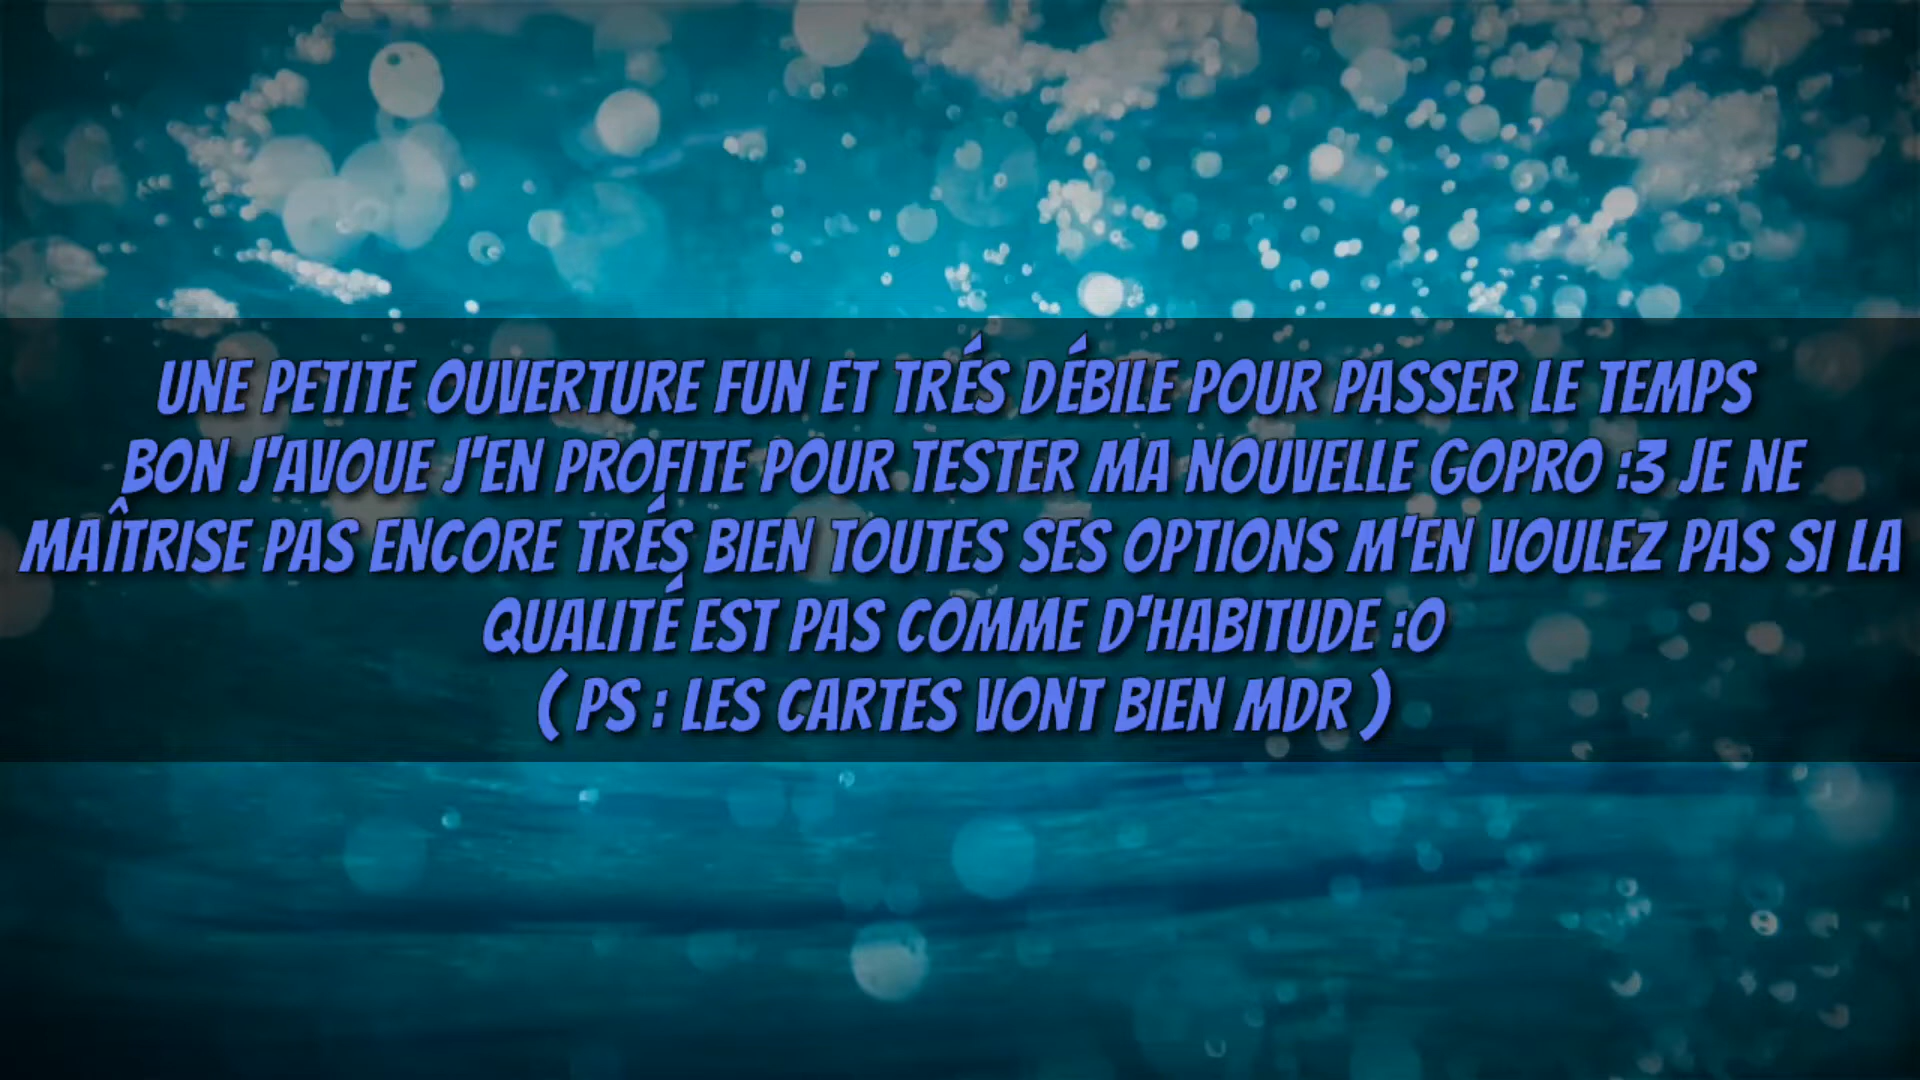 UNE PETITE OUVERTURE FUN ET TRÉS DÉBILE POUR PASSER LE TEMPS
BON J'AVOUE J'EN PROFITE POUR TESTER MA NOUVELLE GOPRO :3 JE NE
MAÎTRISE PAS ENCORE TRÉS BIEN TOUTES SES OPTIONS M'EN VOULEZ PAS SI LA
QUALITÉ EST PAS COMME D'HABITUDE :O
( PS : LES CARTES VONT BIEN MDR )